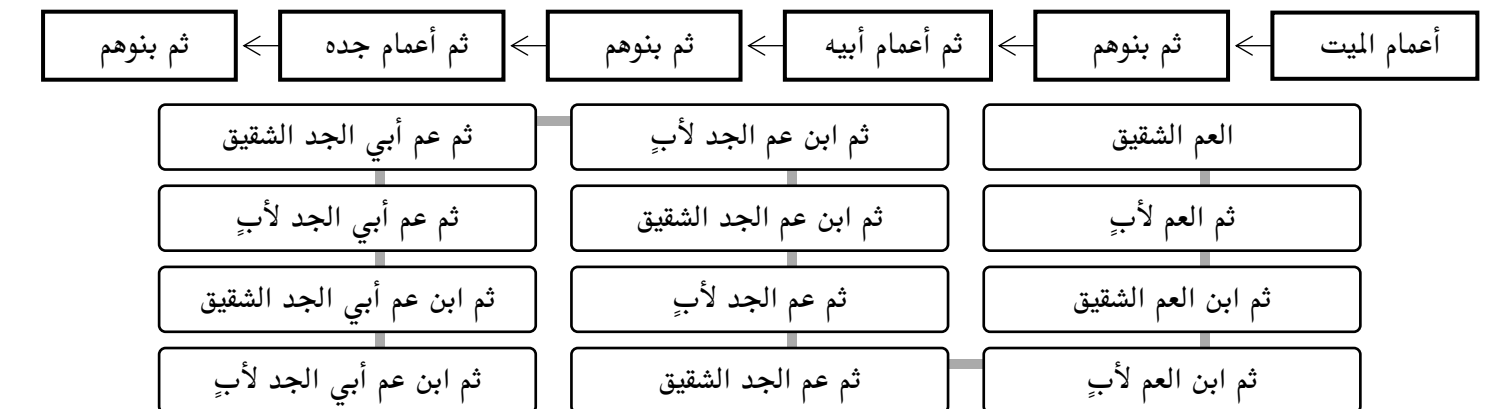 أعمام الميت
ثم بنوهم
ثم أعمام أبيه
ثم بنوهم
ثم أعمام جده
ثم بنوهم
العم الشقيق
ثم العم لأبٍ
ثم ابن العم الشقيق
ثم ابن العم لأبٍ
ثم عم الجد الشقيق
ثم عم الجد لأبٍ
ثم ابن عم الجد الشقيق
ثم ابن عم الجد لأبٍ
ثم عم أبي الجد الشقيق
ثم عم أبي الجد لأبٍ
ثم ابن عم أبي الجد الشقيق
ثم ابن عم أبي الجد لأبٍ